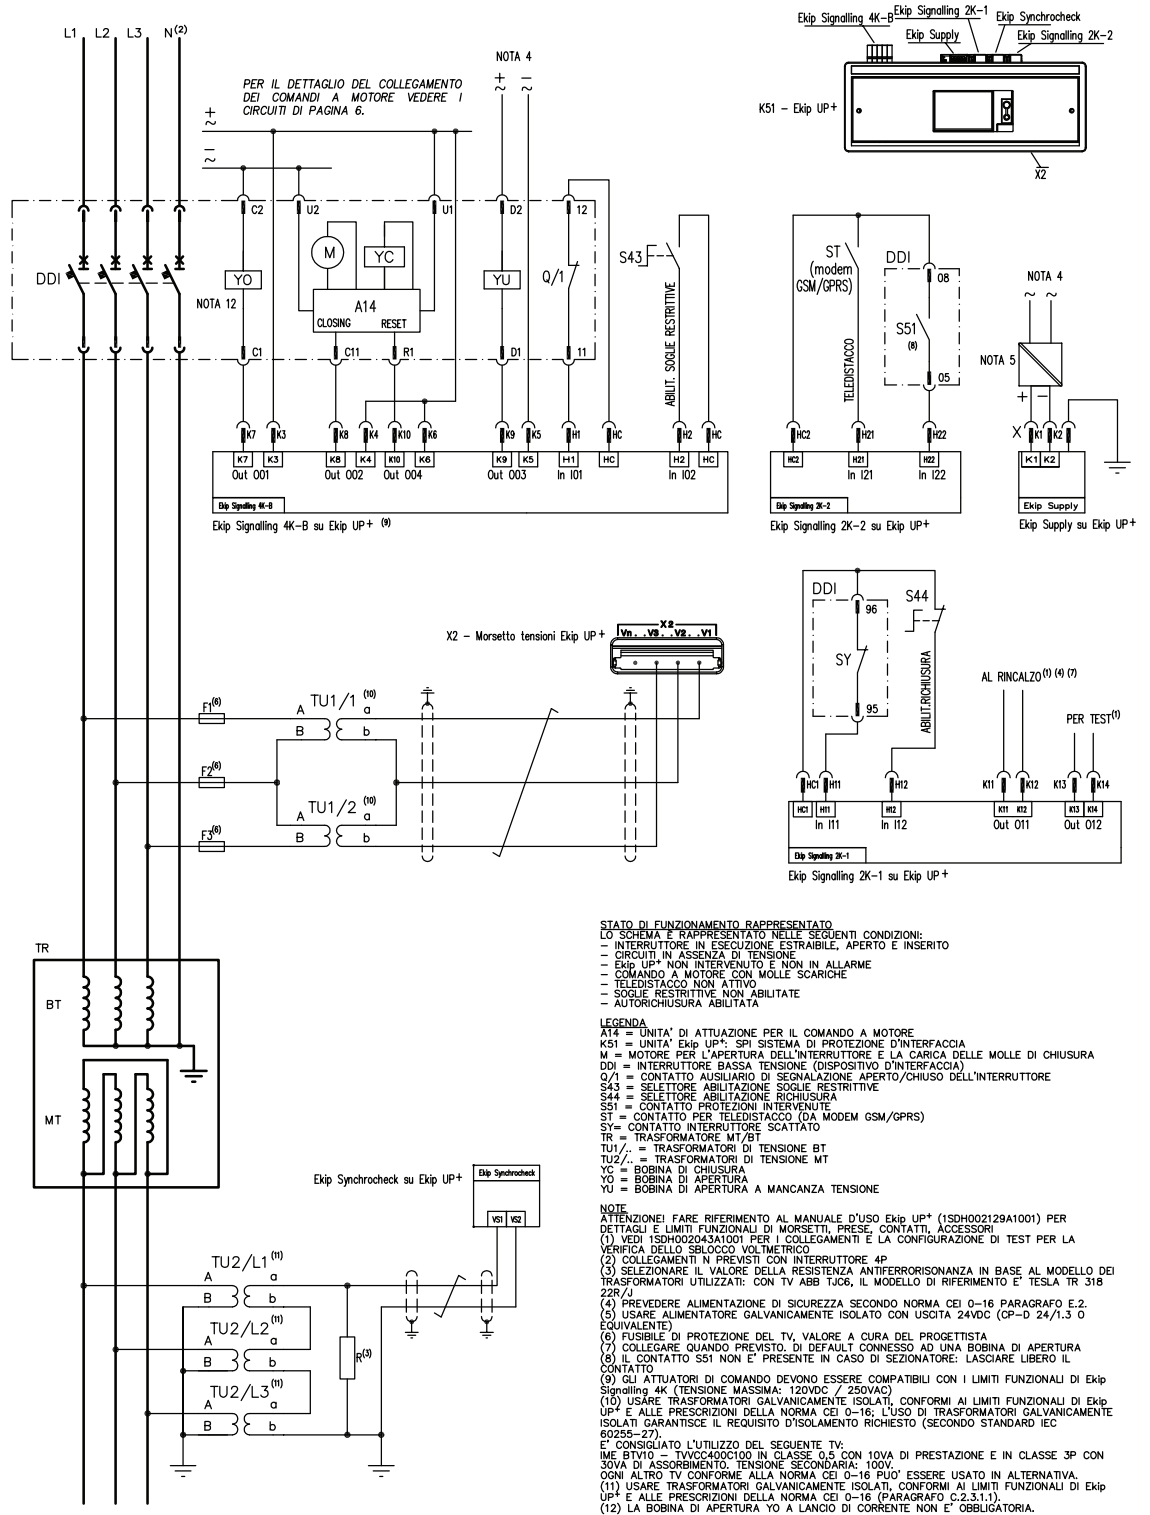 L1 L2 L3 N(2)
PER IL DETTAGLIO DEL COLLEGAMENTO
DEI COMANDI A MOTORE VEDERE I
CIRCUITI DI PAGINA 6.
+
~
−
~
NOTA 4
+ −
~ ~
Ekip Signalling 4K-B
Ekip Signalling 2K-1
Ekip Supply
Ekip Synchrocheck
Ekip Signalling 2K-2
K51 − Ekip UP+
X2
C2 U2 U1 D2 12
DDI
YO
NOTA 12
M
YC
A14
CLOSING RESET
YU
Q/1
C1 C11 R1 D1 11
S43
ABILIT. SOGLIE RESTRITTIVE
K7 K3 K8 K4 K10 K6 K9 K5 H1 HC H2 HC
K7 K3 K8 K4 K10 K6 K9 K5 H1 HC H2 HC
Out O01 Out O02 Out O04 Out O03 In I01 In I02
Ekip Signalling 4K-B
Ekip Signalling 4K-B su Ekip UP+ (9)
ST
(modem
GSM/GPRS)
TELEDISTACCO
DDI
08
S51
(8)
05
HC2 H21 H22
HC2 H21 H22
In I21 In I22
Ekip Signalling 2K-2
Ekip Signalling 2K-2 su Ekip UP+
NOTA 4
~ ~
NOTA 5
+ −
X K1 K2
K1 K2
Ekip Supply
Ekip Supply su Ekip UP+
X2 − Morsetto tensioni Ekip UP+
X2
Vn . . V3 . . V2 . . V1
F1(6)
A TU1/1 (10) a
B b
F2(6)
A TU1/2 (10) a
F3(6)
B b
DDI
96
SY
95
S44
ABILIT.RICHIUSURA
AL RINCALZO(1) (4) (7)
PER TEST(1)
HC1 H11 H12 K11 K12 K13 K14
HC1 H11 H12 K11 K12 K13 K14
In I11 In I12 Out O11 Out O12
Ekip Signalling 2K-1
Ekip Signalling 2K-1 su Ekip UP+
TR
BT
MT
Ekip Synchrocheck su Ekip UP+
Ekip Synchrocheck
VS1 VS2
TU2/L1(11)
A a
B b
TU2/L2(11)
A a
B b
TU2/L3(11)
A a
B b
R(3)
STATO DI FUNZIONAMENTO RAPPRESENTATO
LO SCHEMA È RAPPRESENTATO NELLE SEGUENTI CONDIZIONI:
− INTERRUTTORE IN ESECUZIONE ESTRAIBILE, APERTO E INSERITO
− CIRCUITI IN ASSENZA DI TENSIONE
− Ekip UP+ NON INTERVENUTO E NON IN ALLARME
− COMANDO A MOTORE CON MOLLE SCARICHE
− TELEDISTACCO NON ATTIVO
− SOGLIE RESTRITTIVE NON ABILITATE
− AUTORICHIUSURA ABILITATA
LEGENDA
A14 = UNITA' DI ATTUAZIONE PER IL COMANDO A MOTORE
K51 = UNITA' Ekip UP+: SPI SISTEMA DI PROTEZIONE D'INTERFACCIA
M = MOTORE PER L'APERTURA DELL'INTERRUTTORE E LA CARICA DELLE MOLLE DI CHIUSURA
DDI = INTERRUTTORE BASSA TENSIONE (DISPOSITIVO D'INTERFACCIA)
Q/1 = CONTATTO AUSILIARIO DI SEGNALAZIONE APERTO/CHIUSO DELL'INTERRUTTORE
S43 = SELETTORE ABILITAZIONE SOGLIE RESTRITTIVE
S44 = SELETTORE ABILITAZIONE RICHIUSURA
S51 = CONTATTO PROTEZIONI INTERVENUTE
ST = CONTATTO PER TELEDISTACCO (DA MODEM GSM/GPRS)
SY= CONTATTO INTERRUTTORE SCATTATO
TR = TRASFORMATORE MT/BT
TU1/.. = TRASFORMATORI DI TENSIONE BT
TU2/.. = TRASFORMATORI DI TENSIONE MT
YC = BOBINA DI CHIUSURA
YO = BOBINA DI APERTURA
YU = BOBINA DI APERTURA A MANCANZA TENSIONE
NOTE
ATTENZIONE! FARE RIFERIMENTO AL MANUALE D'USO Ekip UP+ (1SDH002129A1001) PER
DETTAGLI E LIMITI FUNZIONALI DI MORSETTI, PRESE, CONTATTI, ACCESSORI
(1) VEDI 1SDH002043A1001 PER I COLLEGAMENTI E LA CONFIGURAZIONE DI TEST PER LA
VERIFICA DELLO SBLOCCO VOLTMETRICO
(2) COLLEGAMENTI N PREVISTI CON INTERRUTTORE 4P
(3) SELEZIONARE IL VALORE DELLA RESISTENZA ANTIFERRORISONANZA IN BASE AL MODELLO DEI
TRASFORMATORI UTILIZZATI: CON TV ABB TJC6, IL MODELLO DI RIFERIMENTO E' TESLA TR 318
22R/J
(4) PREVEDERE ALIMENTAZIONE DI SICUREZZA SECONDO NORMA CEI 0−16 PARAGRAFO E.2.
(5) USARE ALIMENTATORE GALVANICAMENTE ISOLATO CON USCITA 24VDC (CP−D 24/1.3 O
EQUIVALENTE)
(6) FUSIBILE DI PROTEZIONE DEL TV, VALORE A CURA DEL PROGETTISTA
(7) COLLEGARE QUANDO PREVISTO. DI DEFAULT CONNESSO AD UNA BOBINA DI APERTURA
(8) IL CONTATTO S51 NON E' PRESENTE IN CASO DI SEZIONATORE: LASCIARE LIBERO IL
CONTATTO
(9) GLI ATTUATORI DI COMANDO DEVONO ESSERE COMPATIBILI CON I LIMITI FUNZIONALI DI Ekip
Signalling 4K (TENSIONE MASSIMA: 120VDC / 250VAC)
(10) USARE TRASFORMATORI GALVANICAMENTE ISOLATI, CONFORMI AI LIMITI FUNZIONALI DI Ekip
UP+ E ALLE PRESCRIZIONI DELLA NORMA CEI 0−16; L'USO DI TRASFORMATORI GALVANICAMENTE
ISOLATI GARANTISCE IL REQUISITO D'ISOLAMENTO RICHIESTO (SECONDO STANDARD IEC
60255−27).
E' CONSIGLIATO L'UTILIZZO DEL SEGUENTE TV:
IME BTV10 − TVVCC400C100 IN CLASSE 0,5 CON 10VA DI PRESTAZIONE E IN CLASSE 3P CON
30VA DI ASSORBIMENTO. TENSIONE SECONDARIA: 100V.
OGNI ALTRO TV CONFORME ALLA NORMA CEI 0−16 PUO' ESSERE USATO IN ALTERNATIVA.
(11) USARE TRASFORMATORI GALVANICAMENTE ISOLATI, CONFORMI AI LIMITI FUNZIONALI DI Ekip
UP+ E ALLE PRESCRIZIONI DELLA NORMA CEI 0−16 (PARAGRAFO C.2.3.1.1).
(12) LA BOBINA DI APERTURA YO A LANCIO DI CORRENTE NON E' OBBLIGATORIA.